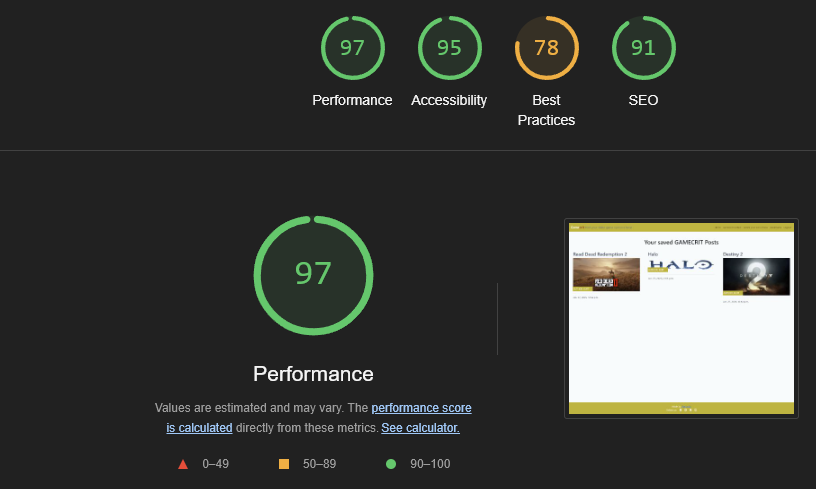 97
95
78
91
Performance
Accessibility
Best
Practices
SEO
97
Performance
Values are estimated and may vary. The performance score
is calculated directly from these metrics. See calculator.
0–49
50–89
90–100
Your saved GAMECRIT Posts
Read Dead Redemption 2
Halo
Destiny 2
HALO